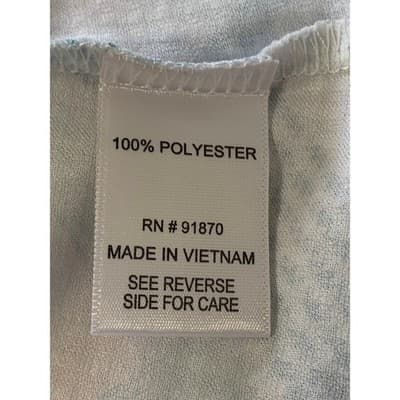 100% POLYESTER
RN # 91870
MADE IN VIETNAM
SEE REVERSE
SIDE FOR CARE